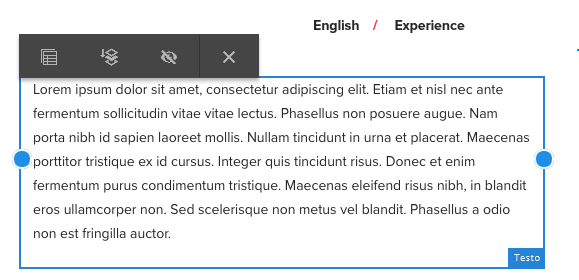 English / Experience
Lorem ipsum dolor sit amet, consectetur adipiscing elit. Etiam et nisl nec ante
fermentum sollicitudin vitae vitae lectus. Phasellus non posuere augue. Nam
porta nibh id sapien laoreet mollis. Nullam tincidunt in urna et placerat. Maecenas
porttitor tristique ex id cursus. Integer quis tincidunt risus. Donec et enim
fermentum purus condimentum tristique. Maecenas eleifend risus nibh, in blandit
eros ullamcorper non. Sed scelerisque non metus vel blandit. Phasellus a odio
non est fringilla auctor.
Testo